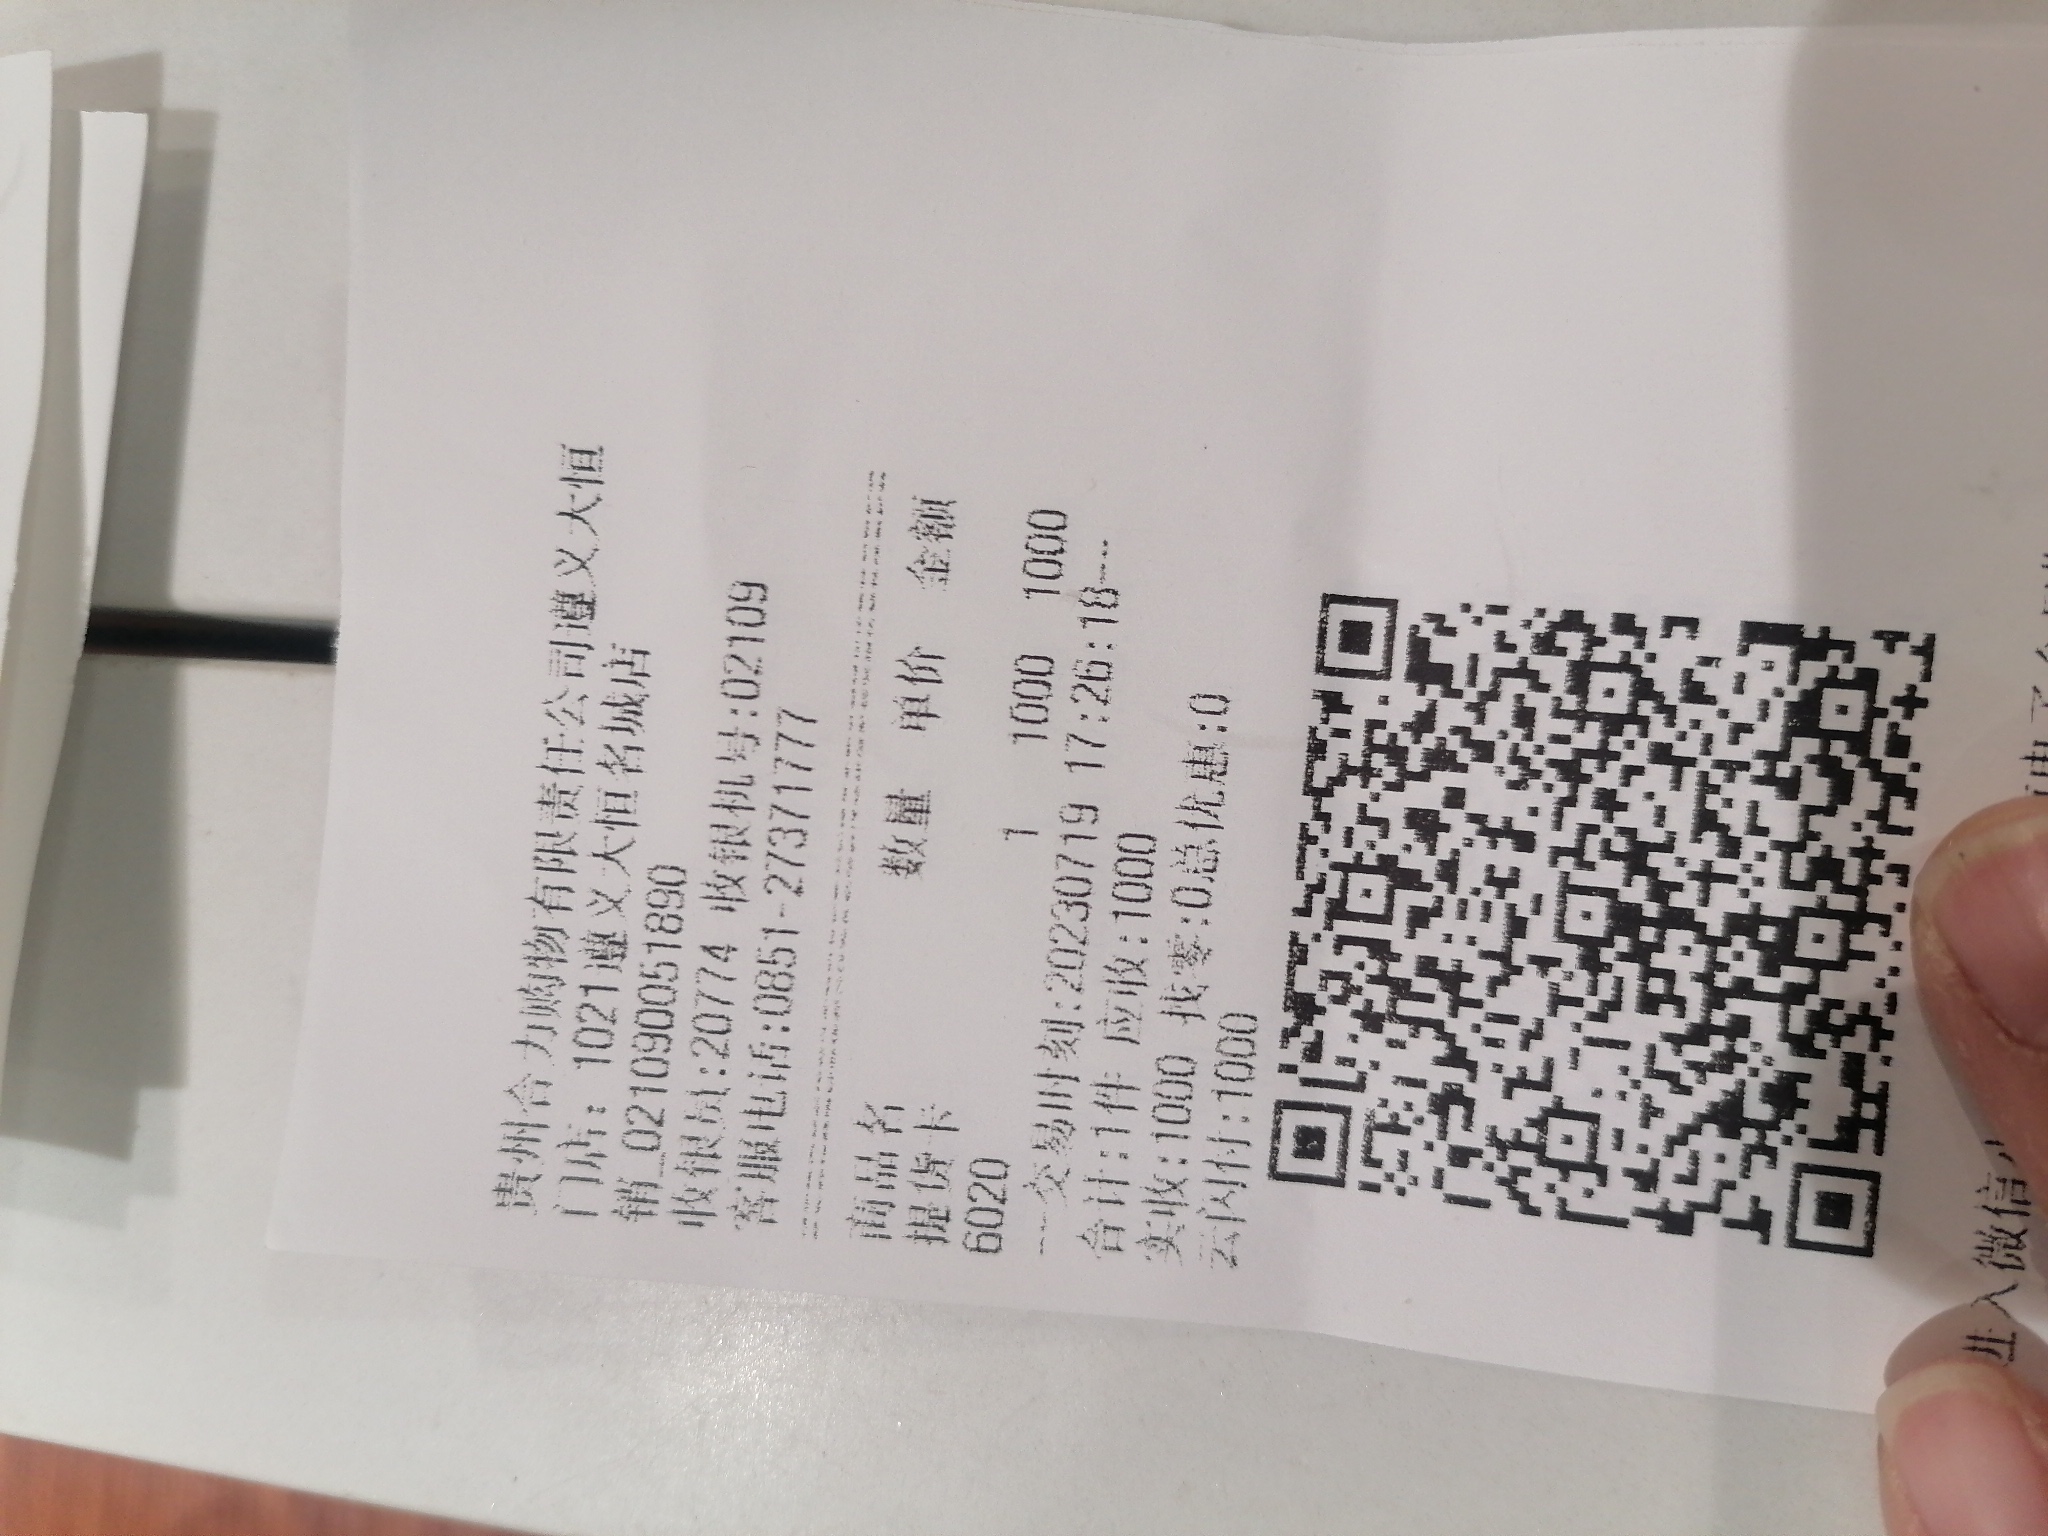 贵州合力购物有限责任公司遵义大恒
门店: 1021遵义大恒名城店
销_021090051890
收银员:20774 收银机号:02109
客服电话:0851-27371777
商品名 数量 单价 金额
提货卡
6020 1 1000 1000
---交易时刻:20230719 17:26:18---
合计:1件 应收:1000
实收:1000 找零:0总优惠:0
云闪付:1000
进入微信,